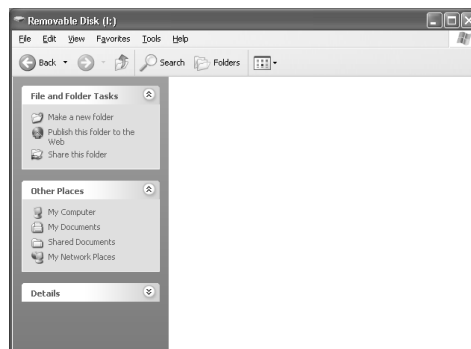 Removable Disk (I:)
File Edit View Favorites Tools Help
Back Search Folders
File and Folder Tasks
Make a new folder
Publish this folder to the
Web
Share this folder
Other Places
My Computer
My Documents
Shared Documents
My Network Places
Details